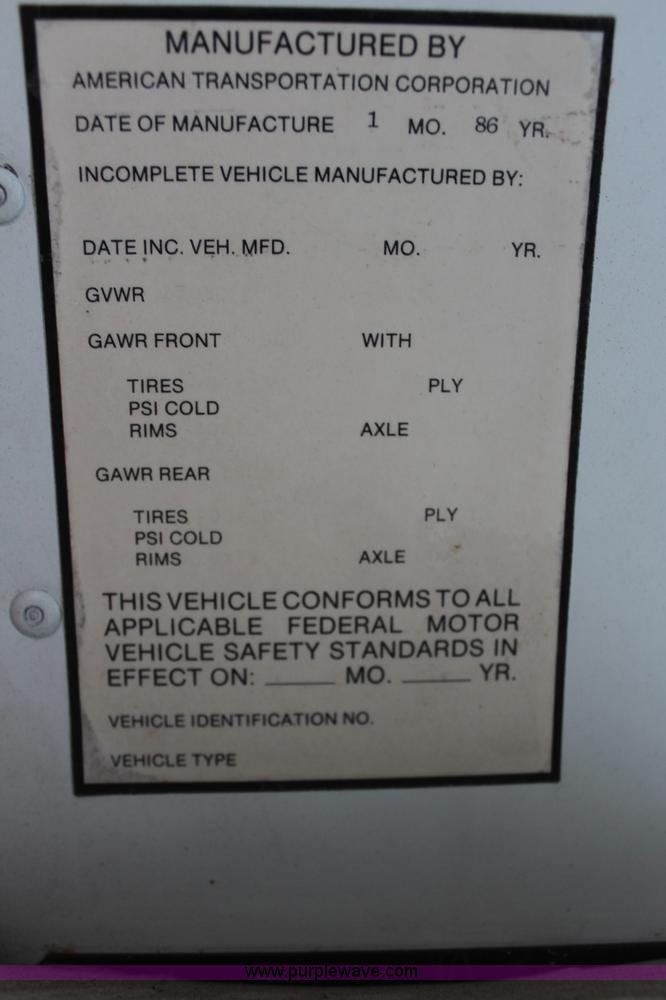 MANUFACTURED BY
AMERICAN TRANSPORTATION CORPORATION
DATE OF MANUFACTURE 1 MO. 86 YR.
INCOMPLETE VEHICLE MANUFACTURED BY:
DATE INC. VEH. MFD. MO. YR.
GVWR
GAWR FRONT WITH
TIRES PLY
PSI COLD
RIMS AXLE
GAWR REAR
TIRES PLY
PSI COLD
RIMS AXLE
THIS VEHICLE CONFORMS TO ALL
APPLICABLE FEDERAL MOTOR
VEHICLE SAFETY STANDARDS IN
EFFECT ON: ______ MO. ______ YR.
VEHICLE IDENTIFICATION NO.
VEHICLE TYPE
www.purplewave.com